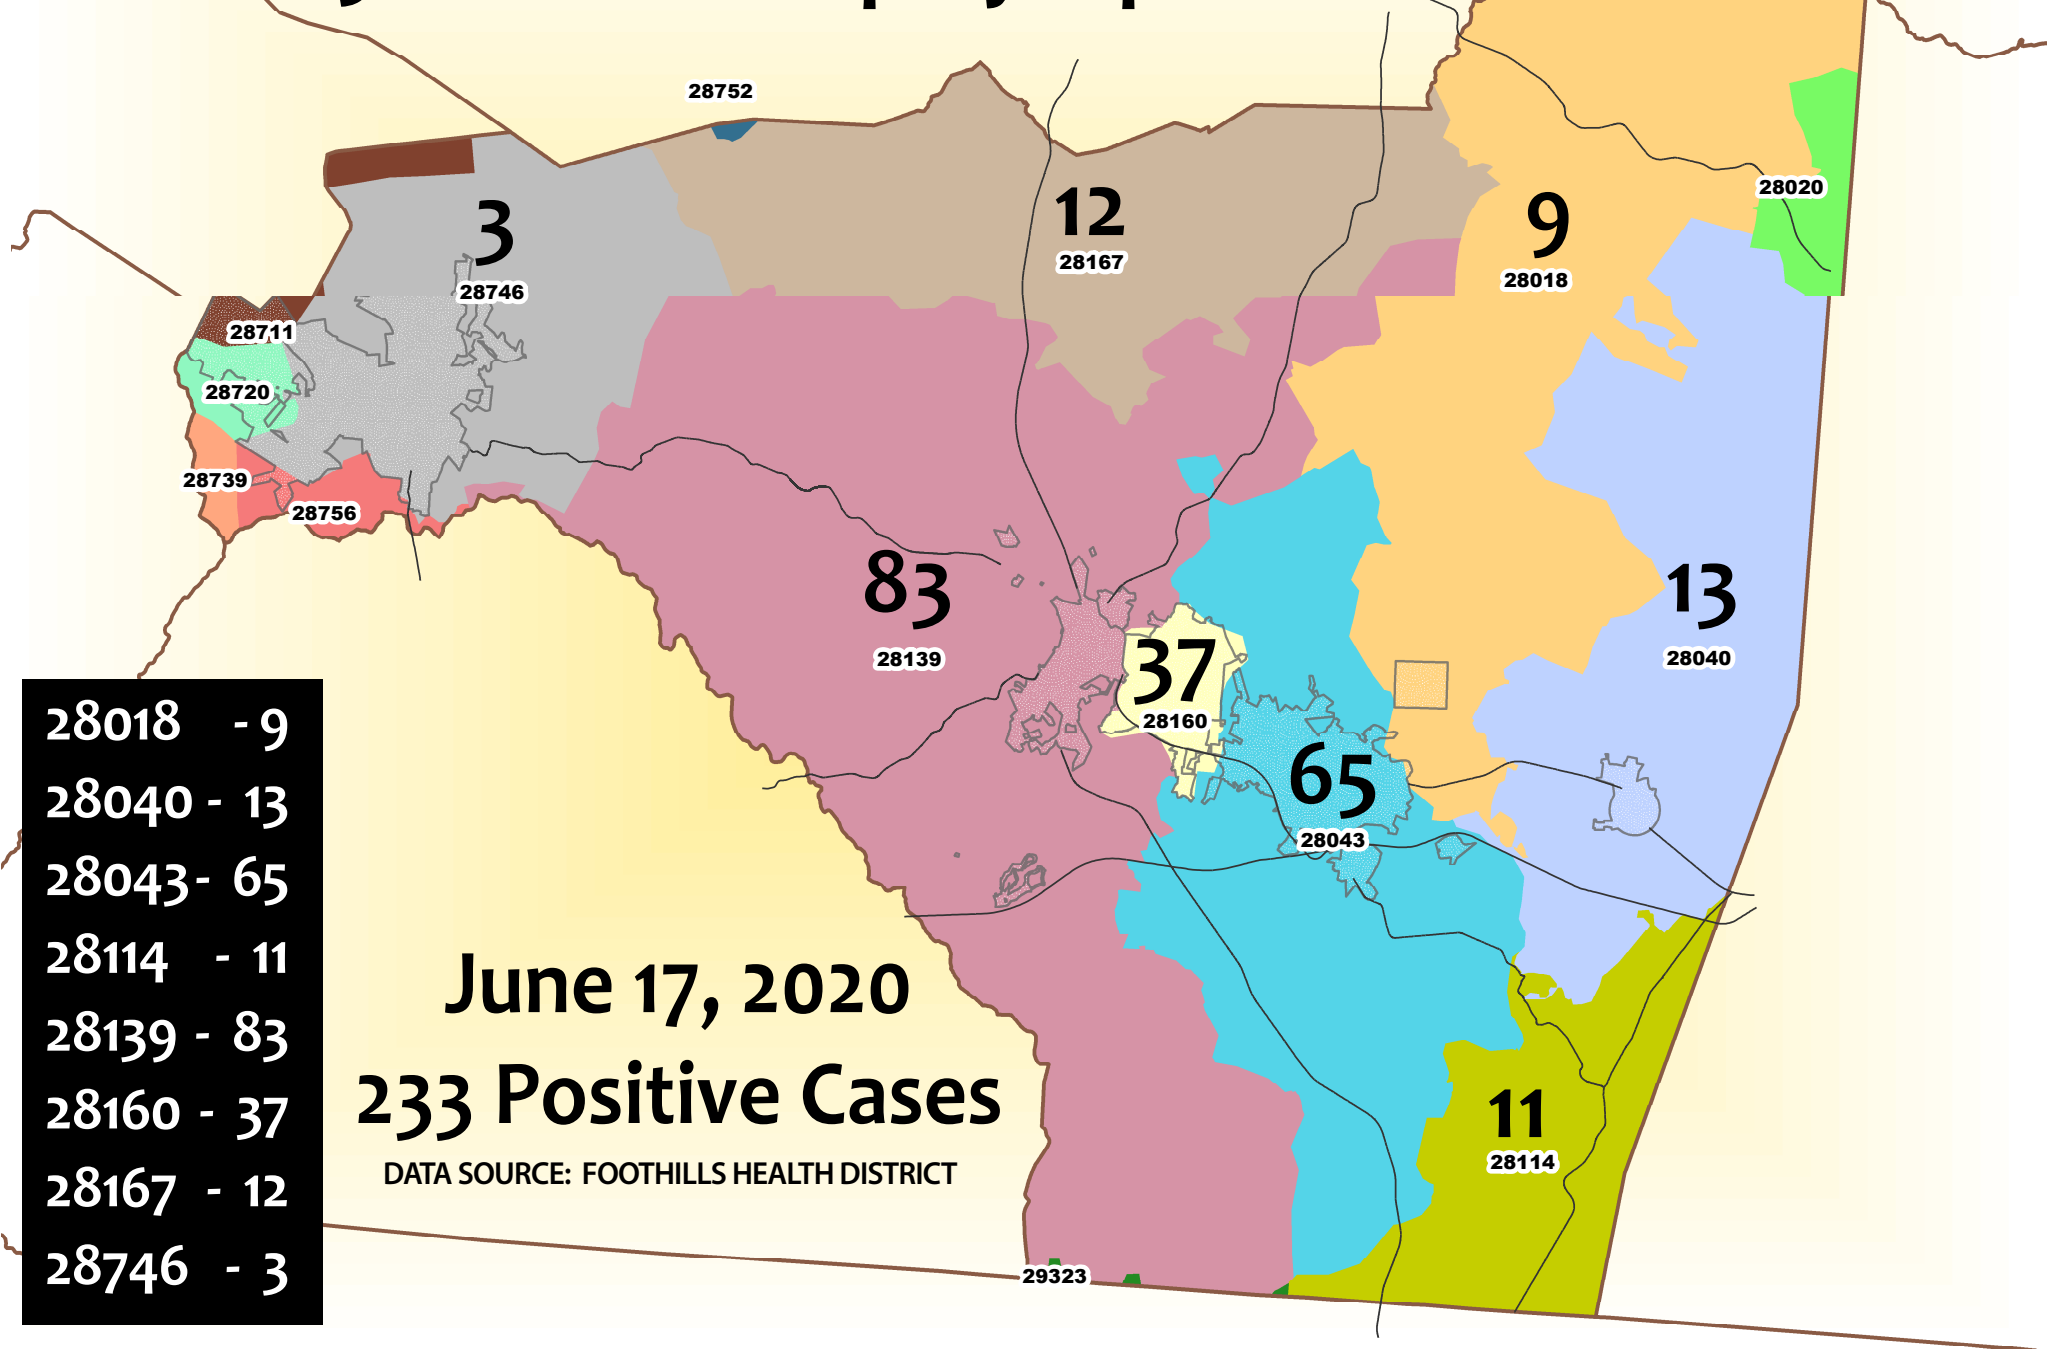 28752
28020
12
28167
9
28018
3
28746
28711
28720
28739
28756
83
28139
37
28160
13
28040
65
28043
11
28114
29323
28018 - 9
28040 - 13
28043 - 65
28114 - 11
28139 - 83
28160 - 37
28167 - 12
28746 - 3
June 17, 2020
233 Positive Cases
DATA SOURCE: FOOTHILLS HEALTH DISTRICT